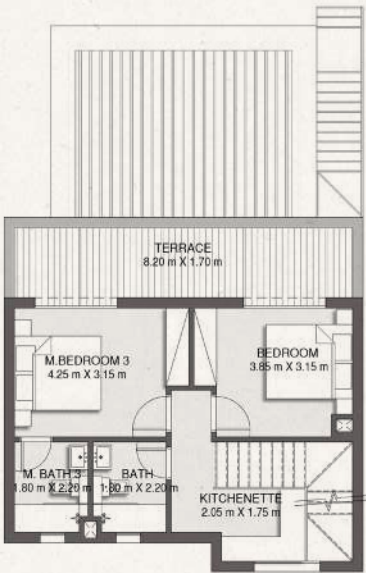 TERRACE
8.20 m X 1.70 m
M.BEDROOM 3
4.25 m X 3.15 m
BEDROOM
3.85 m X 3.15 m
M. BATH 3
1.80 m X 2.20 m
BATH
1.80 m X 2.20 m
KITCHENETTE
2.05 m X 1.75 m